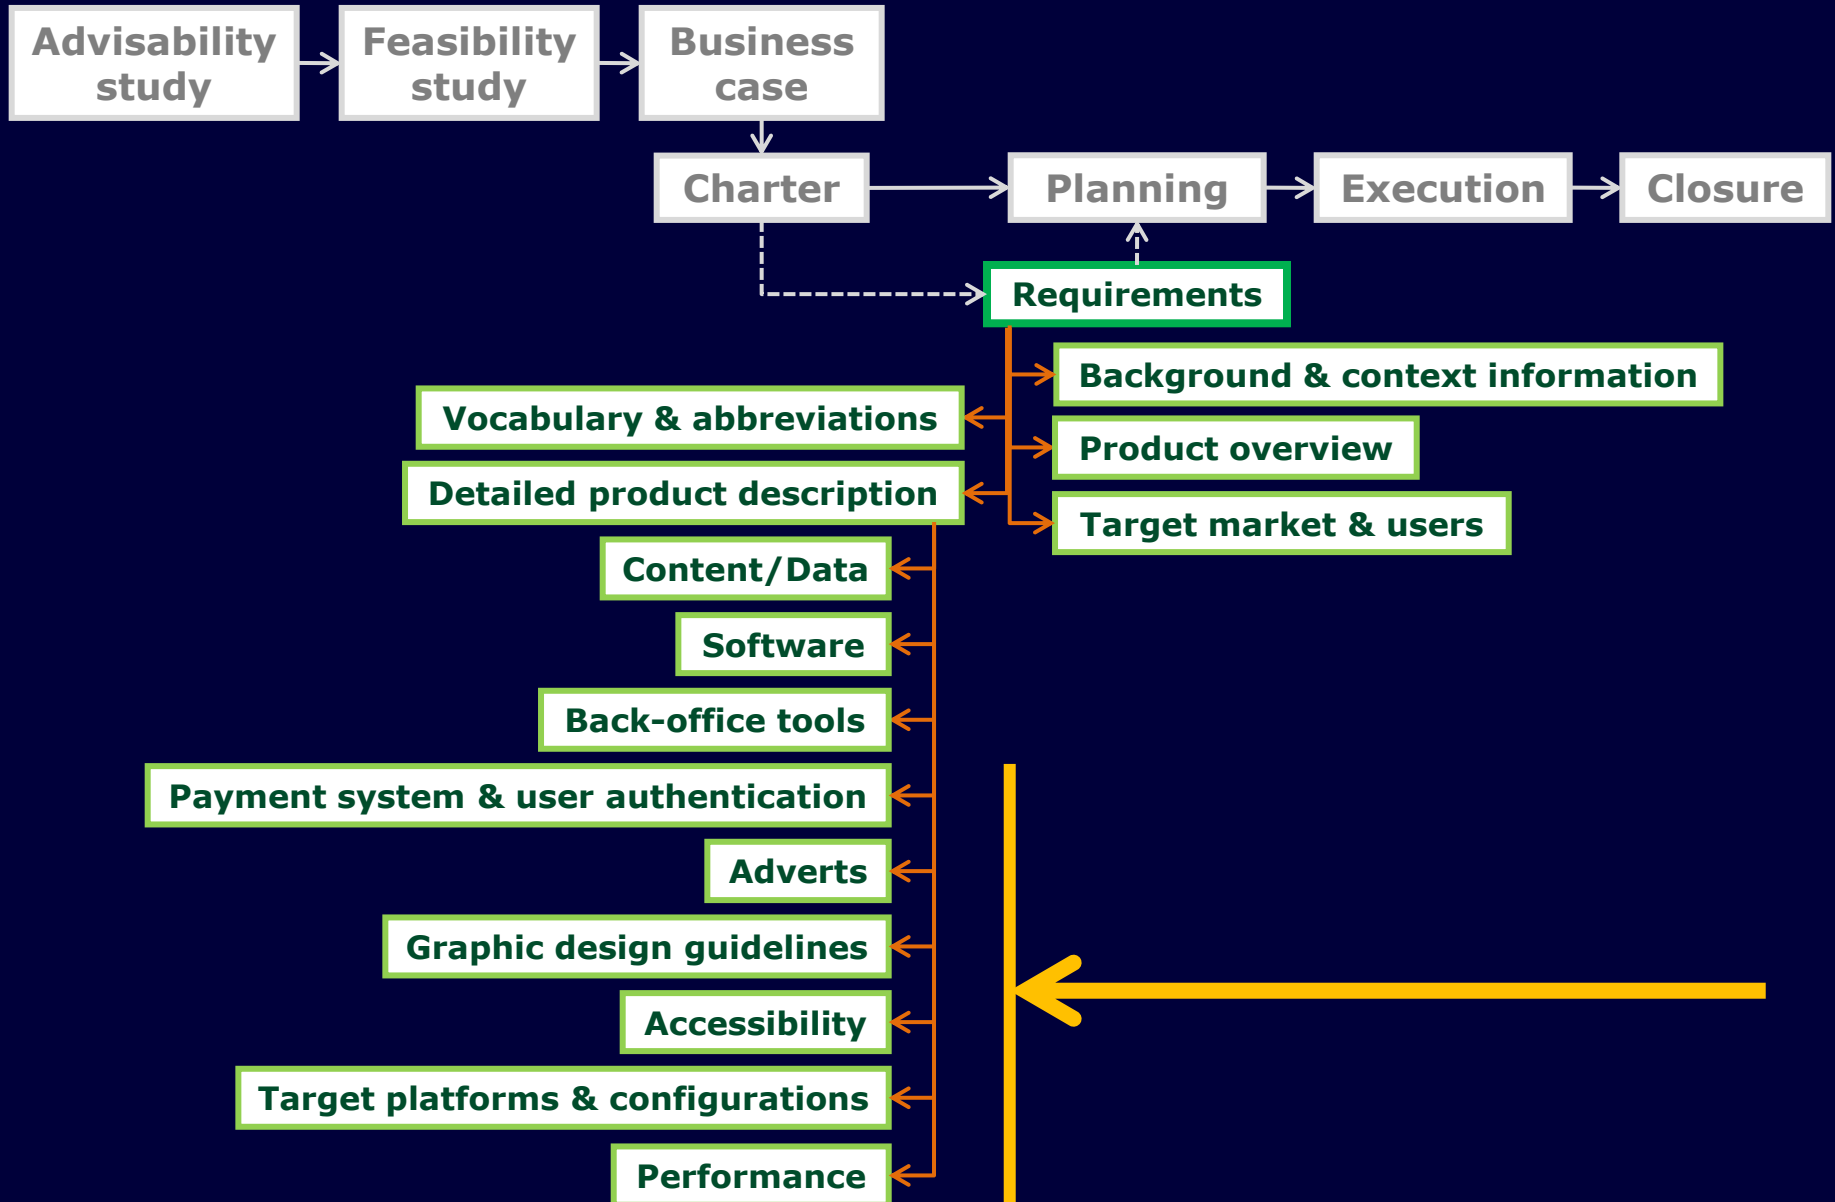 Advisability
study
Feasibility
study
Business
case
Charter
Planning
Execution
Closure
Requirements
Background & context information
Vocabulary & abbreviations
Product overview
Detailed product description
Target market & users
Content/Data
Software
Back-office tools
Payment system & user authentication
Adverts
Graphic design guidelines
Accessibility
Target platforms & configurations
Performance